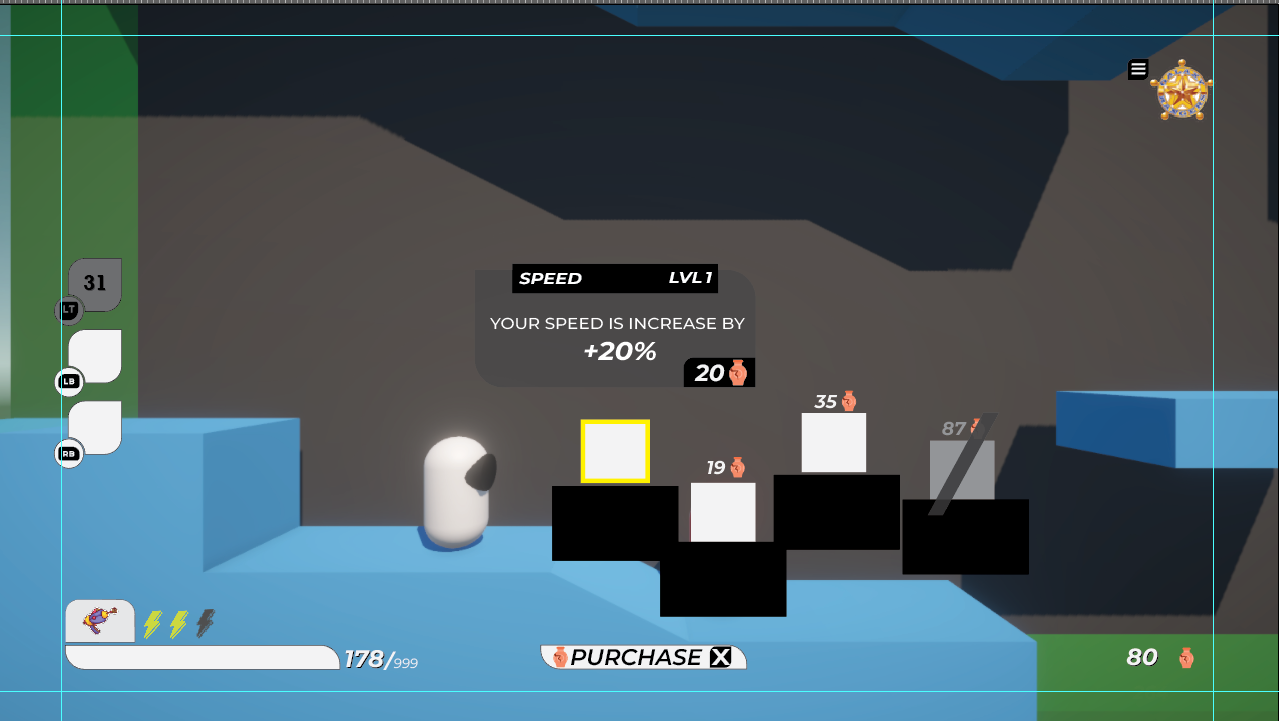 SPEED LVL 1
YOUR SPEED IS INCREASE BY
+20%
20
31
LT
LB
RB
35
87
19
178/999
PURCHASE X
80